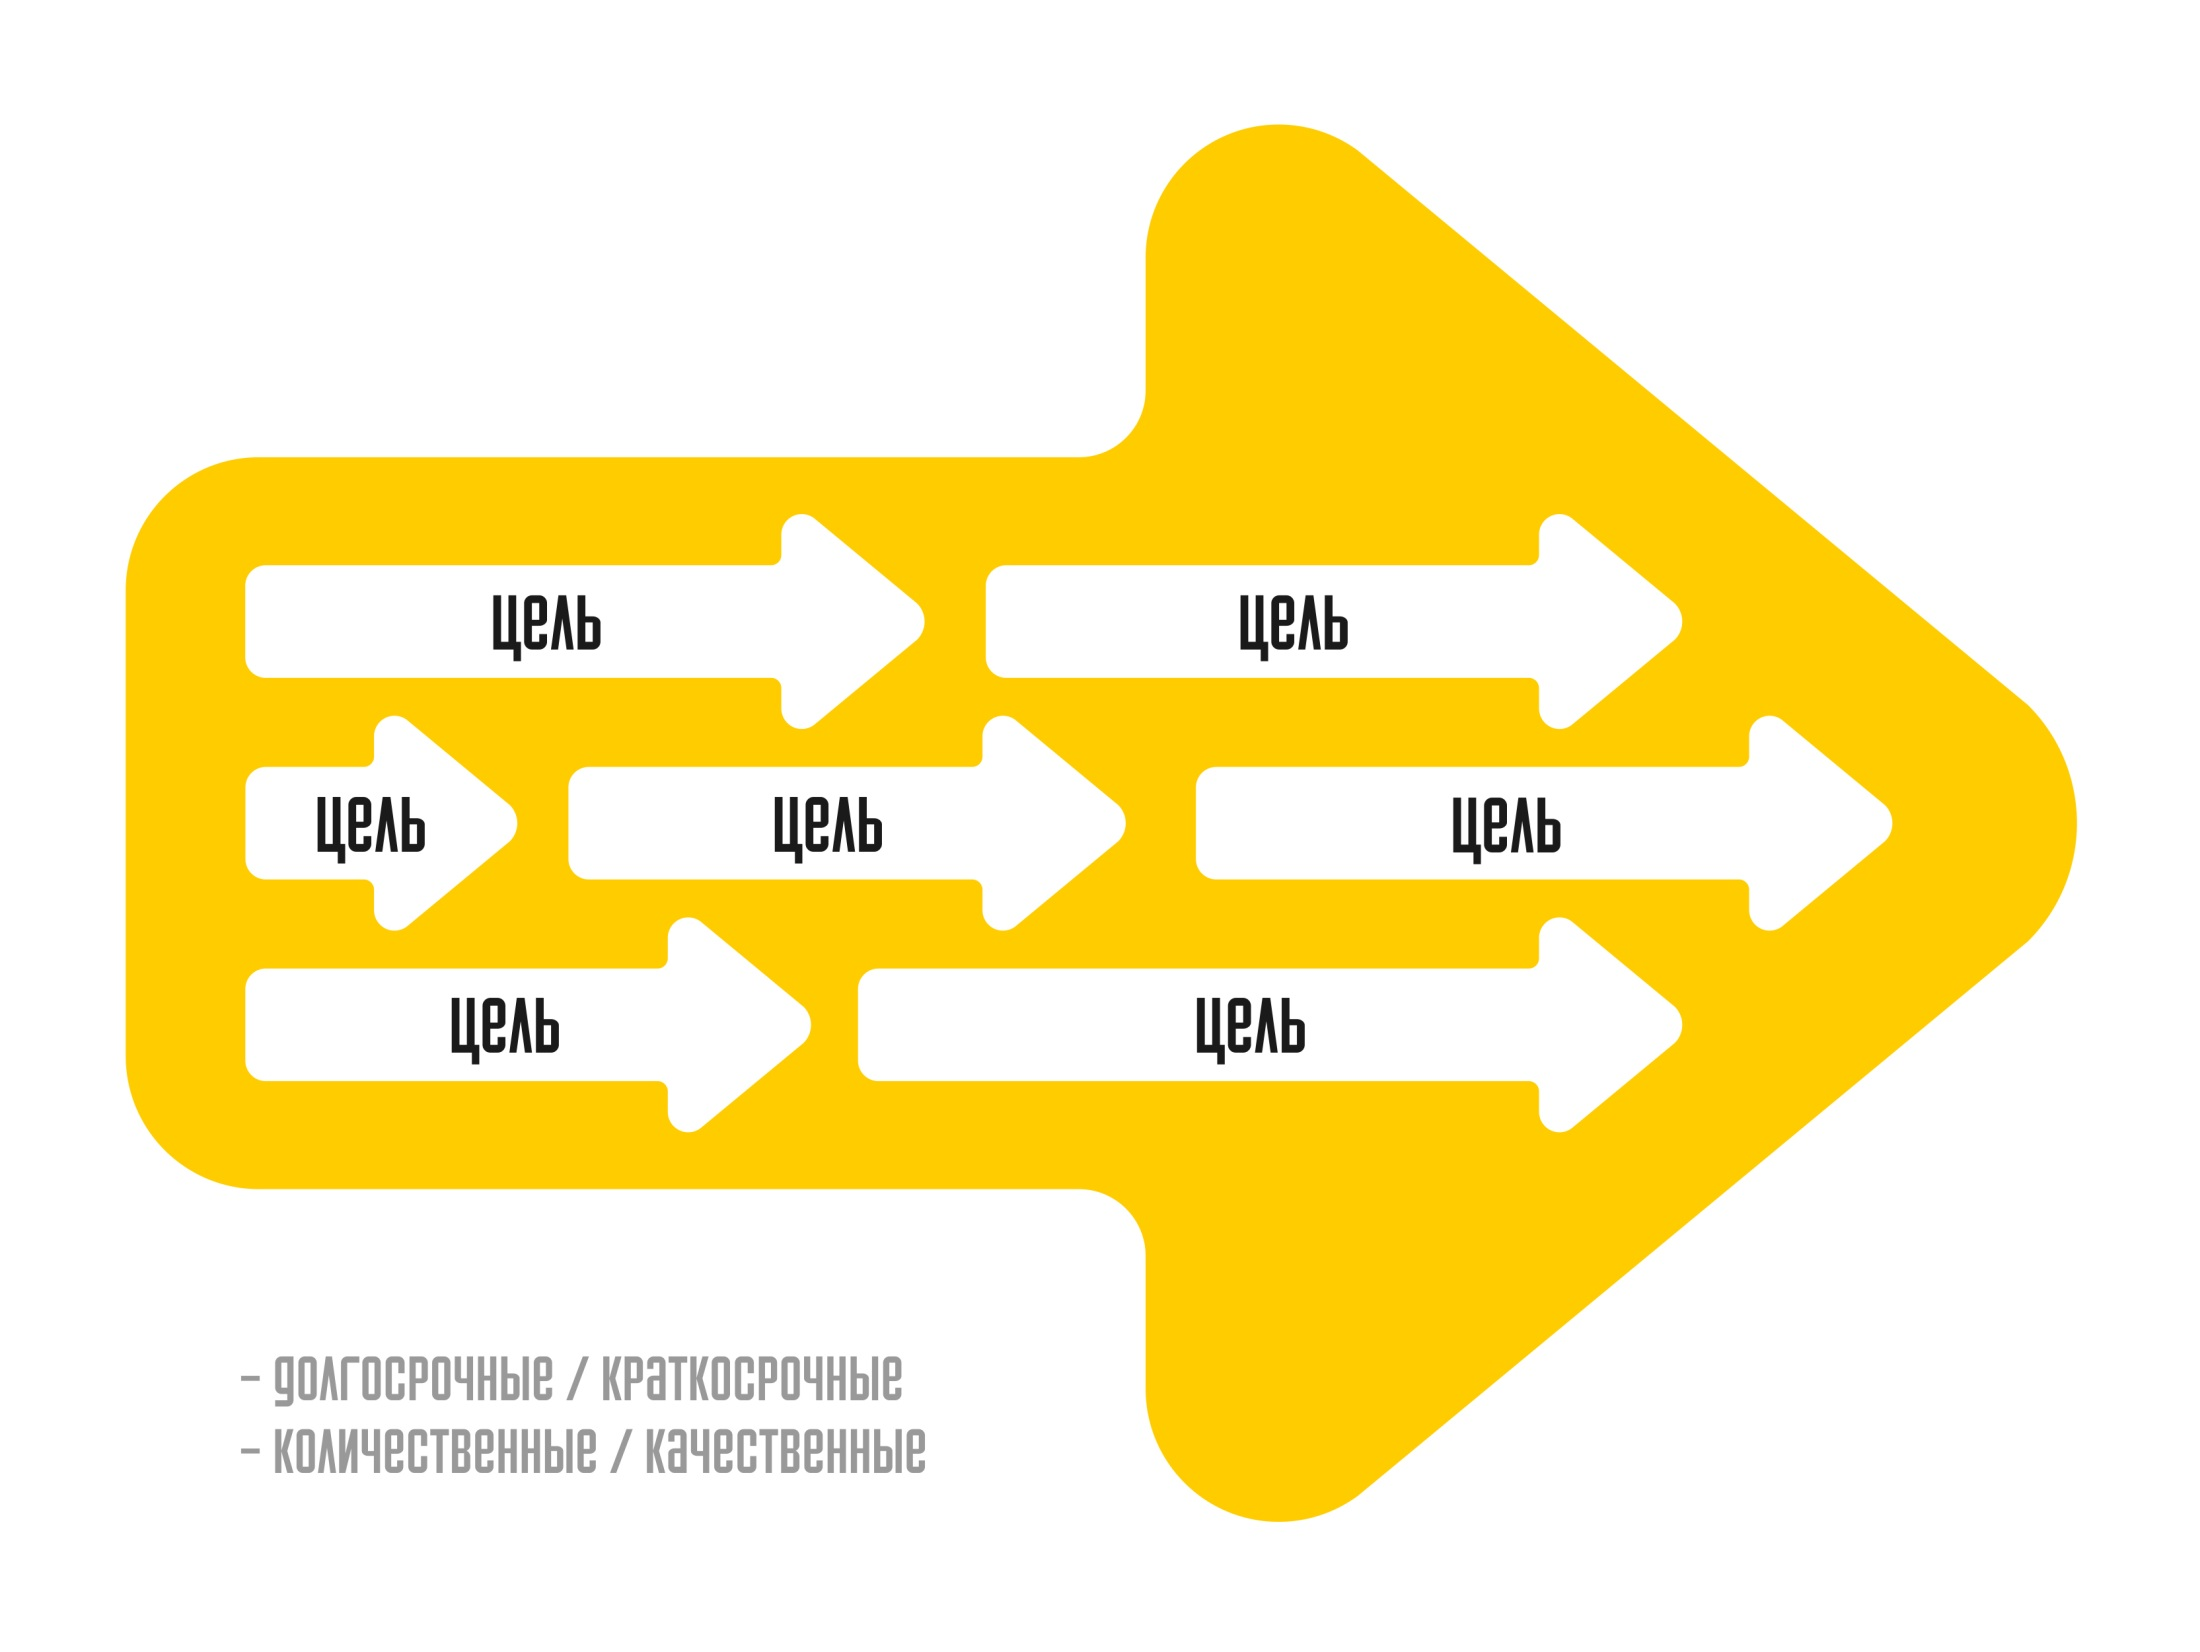 цель
цель
цель
цель
цель
цель
цель
– долгосрочные / краткосрочные
– количественные / качественные